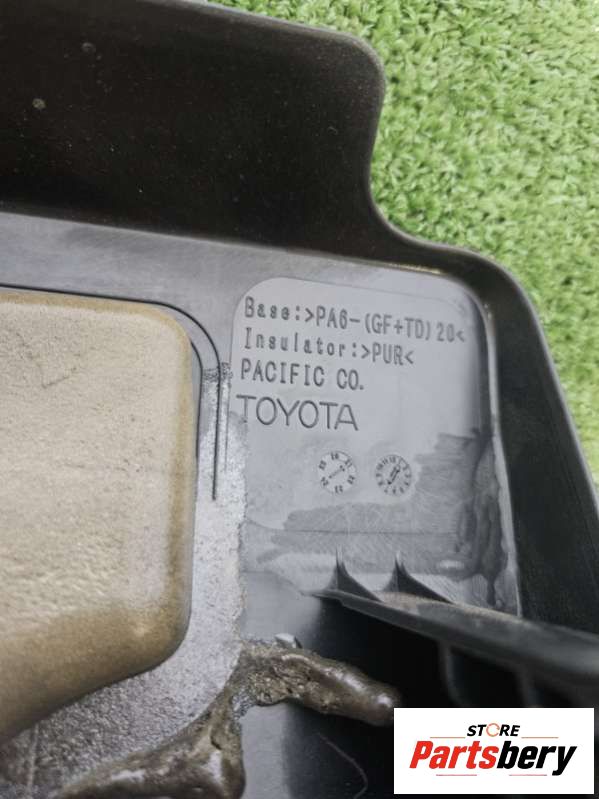 Base:>PA6-(GF+TD)20<
Insulator:>PUR<
PACIFIC CO.
TOYOTA
STORE
Partsbery